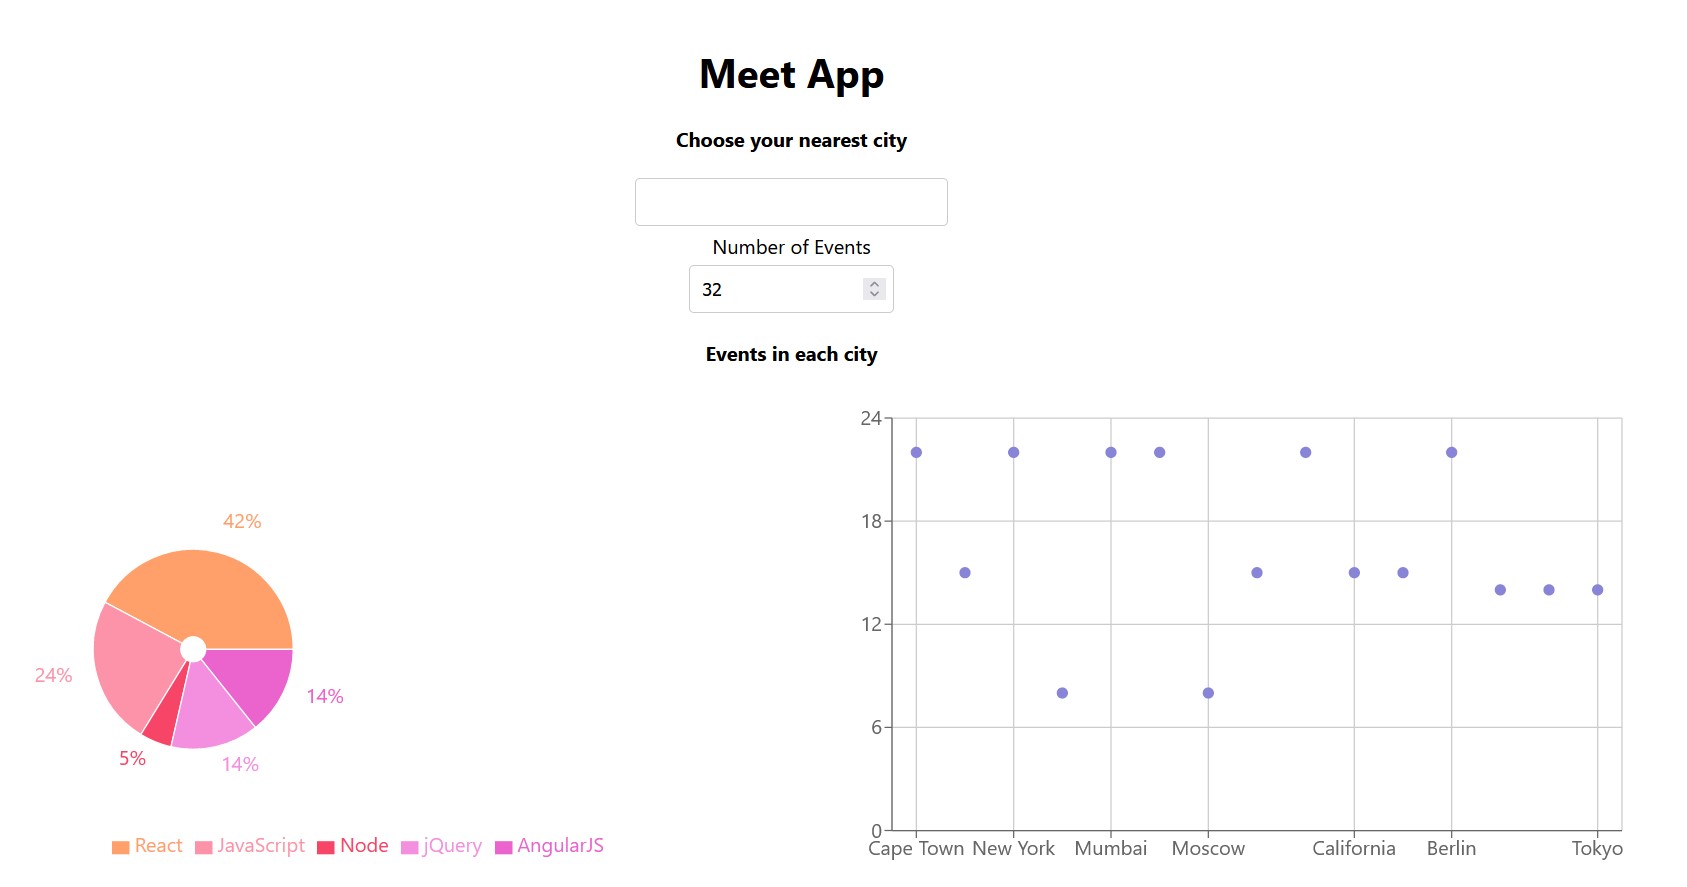 Meet App
Choose your nearest city
Number of Events
32
Events in each city
42%
24%
14%
5%
14%
React JavaScript Node jQuery AngularJS
24
18
12
6
0
Cape Town New York Mumbai Moscow California Berlin Tokyo